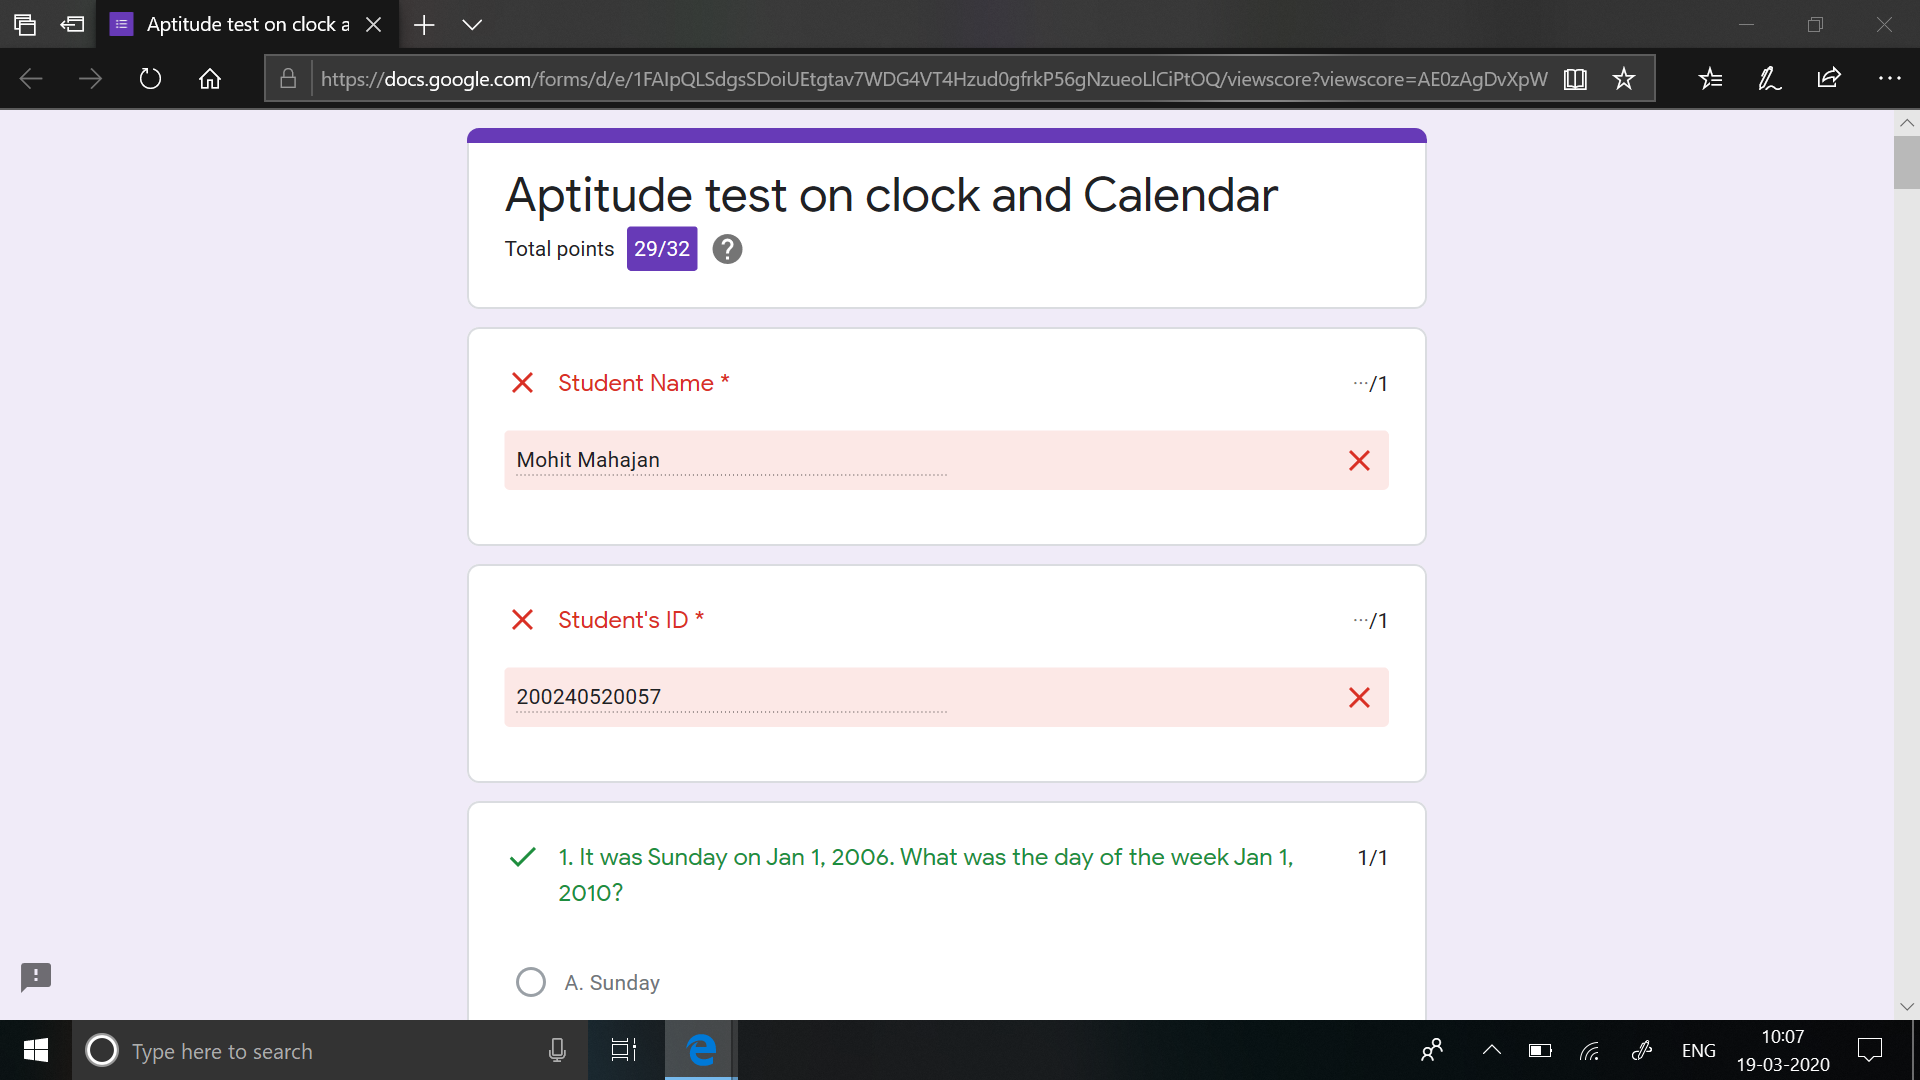 Aptitude test on clock a
https://docs.google.com/forms/d/e/1FAIpQLSdgsSDoiUEtgtav7WDG4VT4Hzud0gfrkP56gNzueoLlCiPtOQ/viewscore?viewscore=AE0zAgDvXpW
Aptitude test on clock and Calendar
Total points 29/32 ?
Student Name * ···/1
Mohit Mahajan
Student's ID * ···/1
200240520057
1. It was Sunday on Jan 1, 2006. What was the day of the week Jan 1, 1/1
2010?
A. Sunday
Type here to search
ENG
10:07
19-03-2020